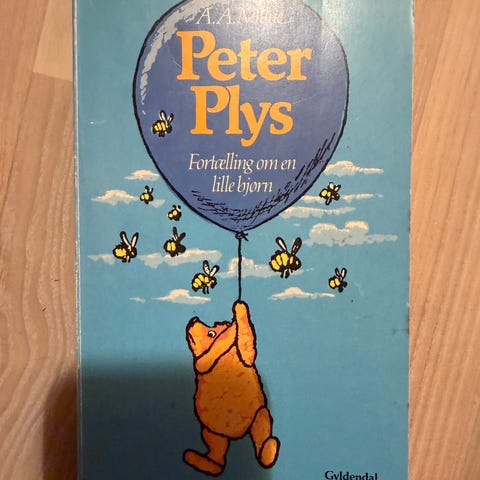 A. A. Milne
Peter
Plys
Fortælling om en
lille bjørn
Gyldendal